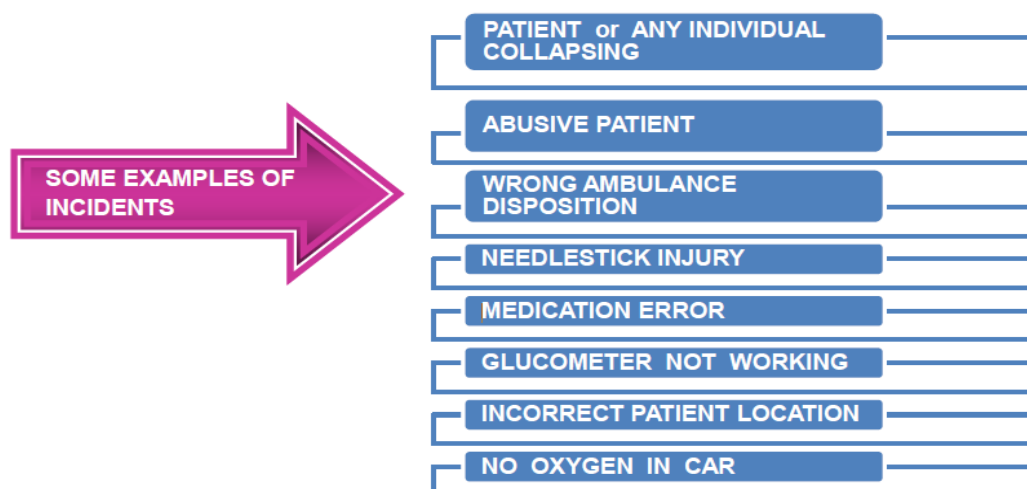 SOME EXAMPLES OF
INCIDENTS
PATIENT or ANY INDIVIDUAL
COLLAPSING
ABUSIVE PATIENT
WRONG AMBULANCE
DISPOSITION
NEEDLESTICK INJURY
MEDICATION ERROR
GLUCOMETER NOT WORKING
INCORRECT PATIENT LOCATION
NO OXYGEN IN CAR